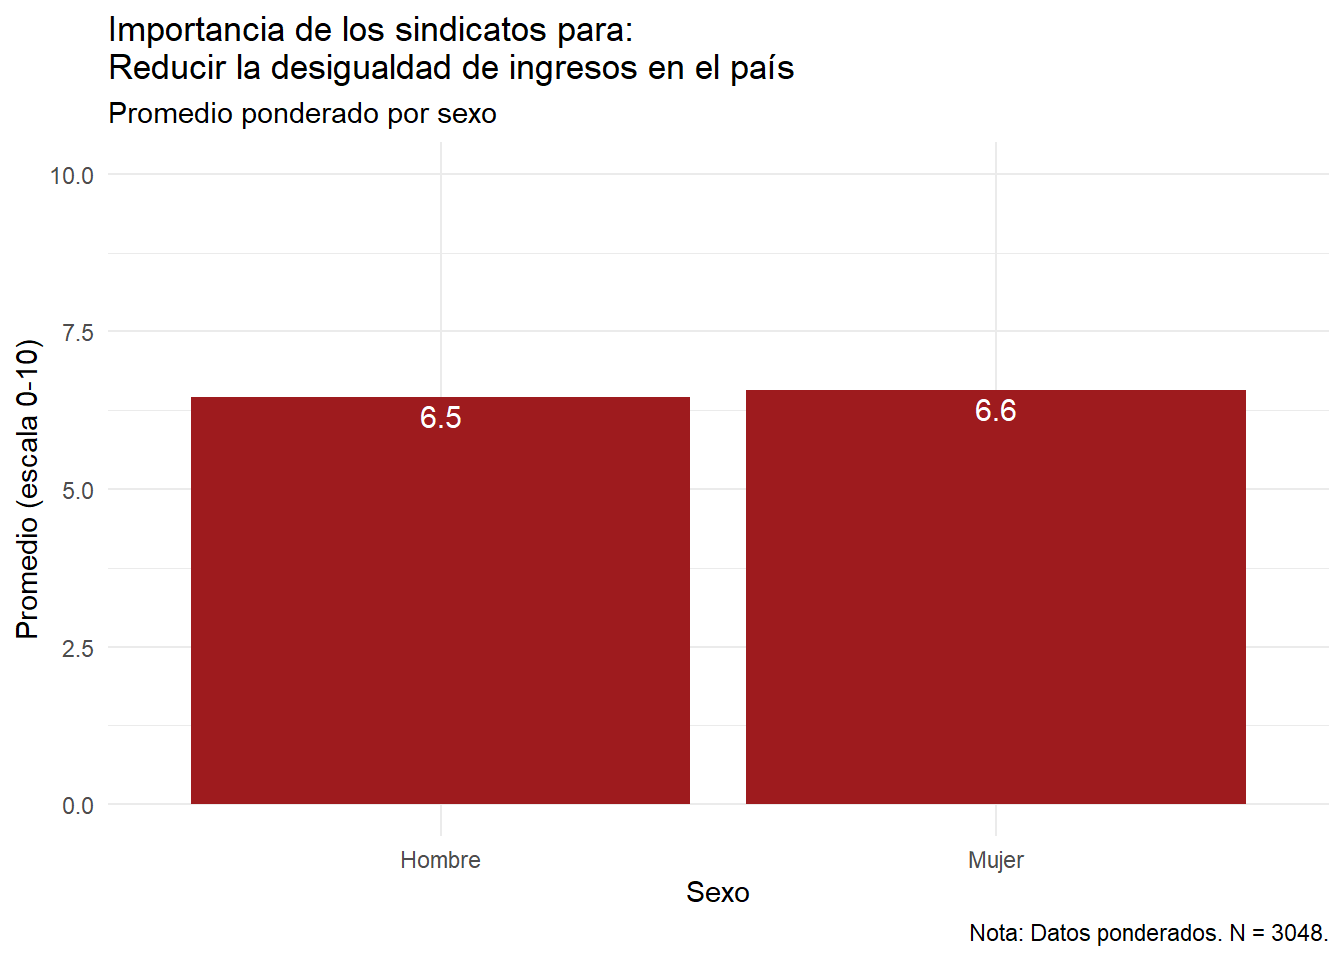 Importancia de los sindicatos para:
Reducir la desigualdad de ingresos en el país
Promedio ponderado por sexo
Promedio (escala 0-10)
10.0
7.5
5.0
2.5
0.0
6.5
6.6
Hombre
Mujer
Sexo
Nota: Datos ponderados. N = 3048.